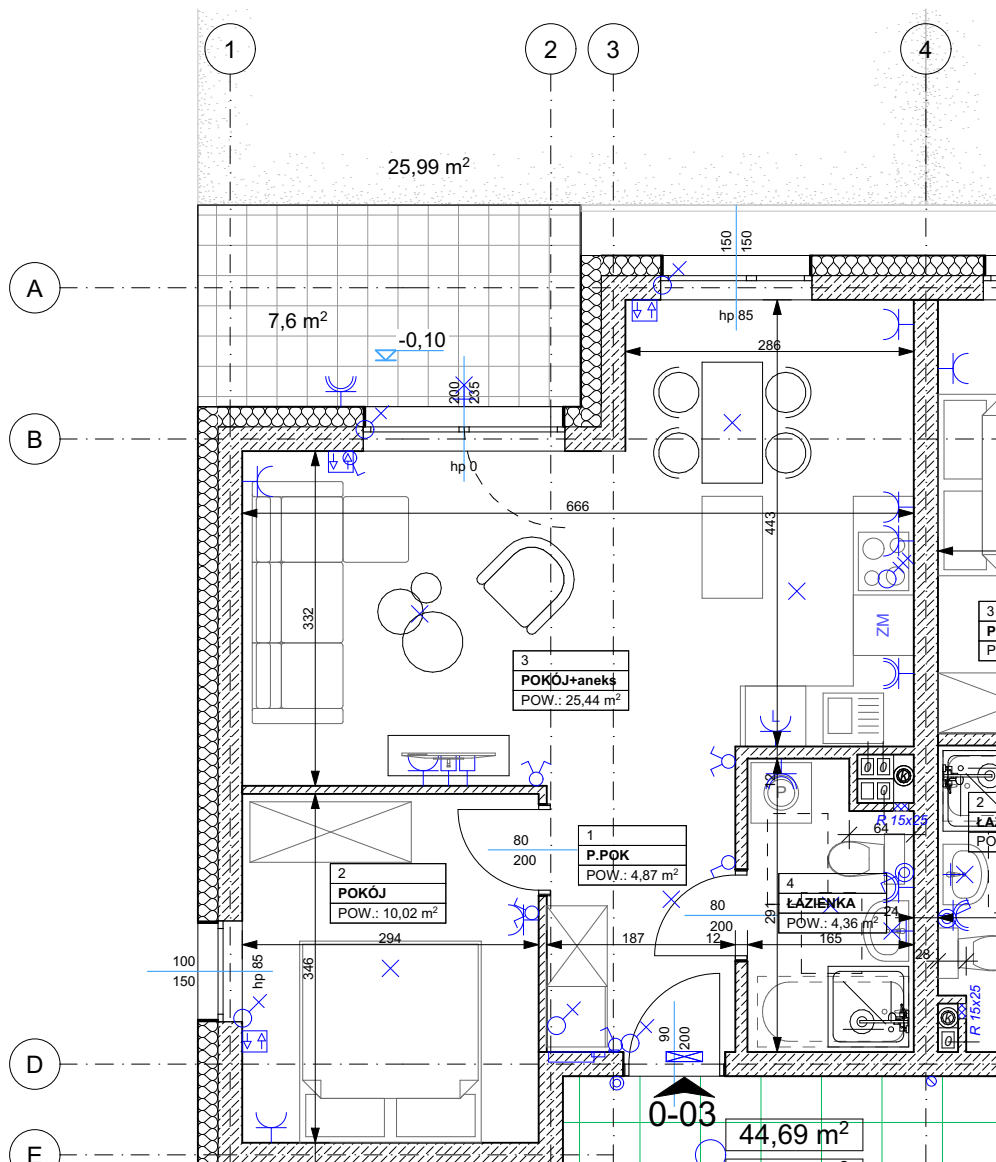 1 2 3 4
25,99 m²
A
150
150
7,6 m²
-0,10
hp 85
286
200
235
B
hp 0
666
443
332
ZM
3
POKÓJ+aneks
POW.: 25,44 m²
3
P
P
L
K
R 15x25
64
80
200
1
P.POK
POW.: 4,87 m²
2
ŁA
PO
2
POKÓJ
POW.: 10,02 m²
4
ŁAZIENKA
POW.: 4,36 m²
80
200
291
24
294
187
12
165
28
100
150
hp 85
346
R 15x25
K
90
200
D
0-03
44,69 m²
E